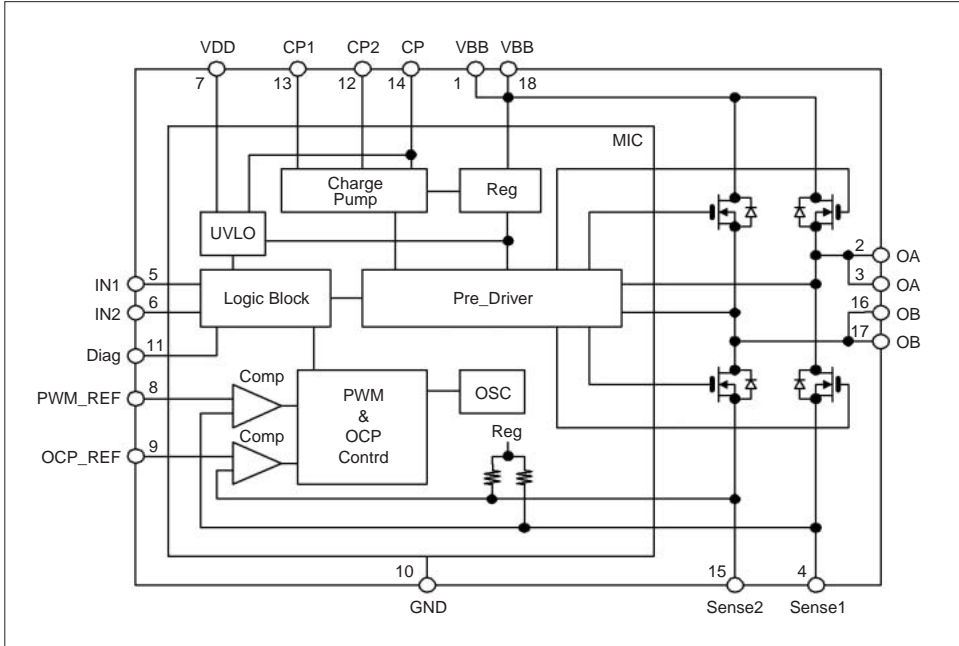 VDD CP1 CP2 CP VBB VBB
7 13 12 14 1 18
MIC
Charge
Pump
Reg
UVLO
2 OA
IN1 5
3 OA
Logic Block
Pre_Driver
IN2 6
16 OB
17 OB
Diag 11
Comp
PWM_REF 8
PWM
&
OCP
Contrd
OSC
Comp
Reg
OCP_REF 9
10 15 4
GND Sense2 Sense1